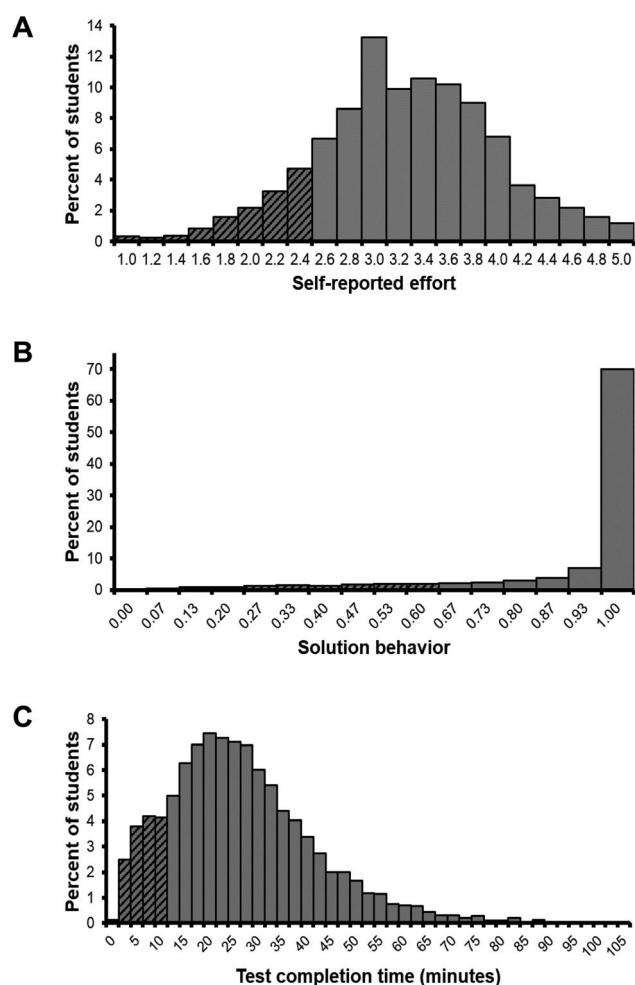 A
Percent of students
14
12
10
8
6
4
2
0
1.0 1.2 1.4 1.6 1.8 2.0 2.2 2.4 2.6 2.8 3.0 3.2 3.4 3.6 3.8 4.0 4.2 4.4 4.6 4.8 5.0
Self-reported effort
B
Percent of students
70
60
50
40
30
20
10
0
0.00 0.07 0.13 0.20 0.27 0.33 0.40 0.47 0.53 0.60 0.67 0.73 0.80 0.87 0.93 1.00
Solution behavior
C
Percent of students
8
7
6
5
4
3
2
1
0
0 5 10 15 20 25 30 35 40 45 50 55 60 65 70 75 80 85 90 95 100 105
Test completion time (minutes)